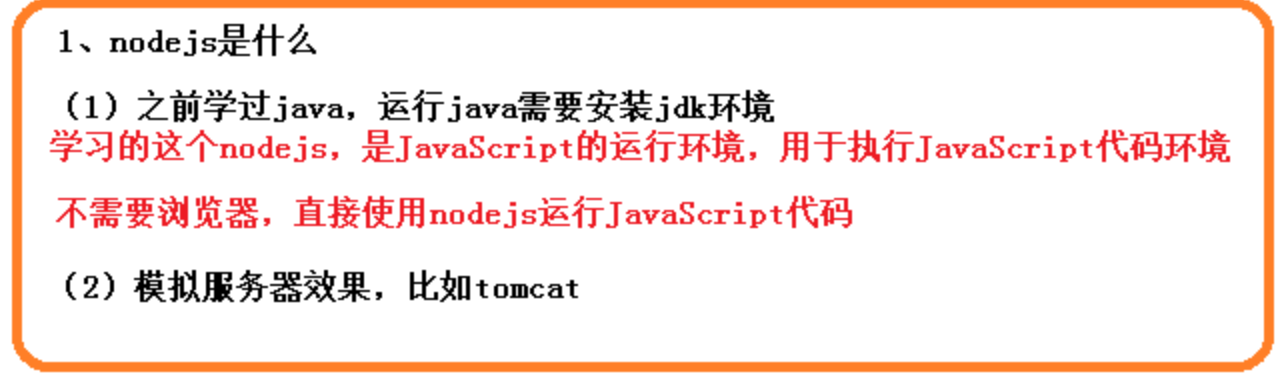 1、nodejs是什么
（1）之前学过java，运行java需要安装jdk环境
学习的这个nodejs，是JavaScript的运行环境，用于执行JavaScript代码环境
不需要浏览器，直接使用nodejs运行JavaScript代码
（2）模拟服务器效果，比如tomcat